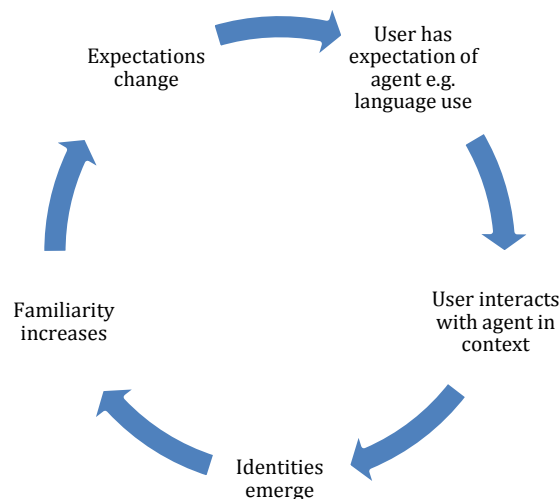 User has
expectation of
agent e.g.
language use
User interacts
with agent in
context
Identities
emerge
Familiarity
increases
Expectations
change